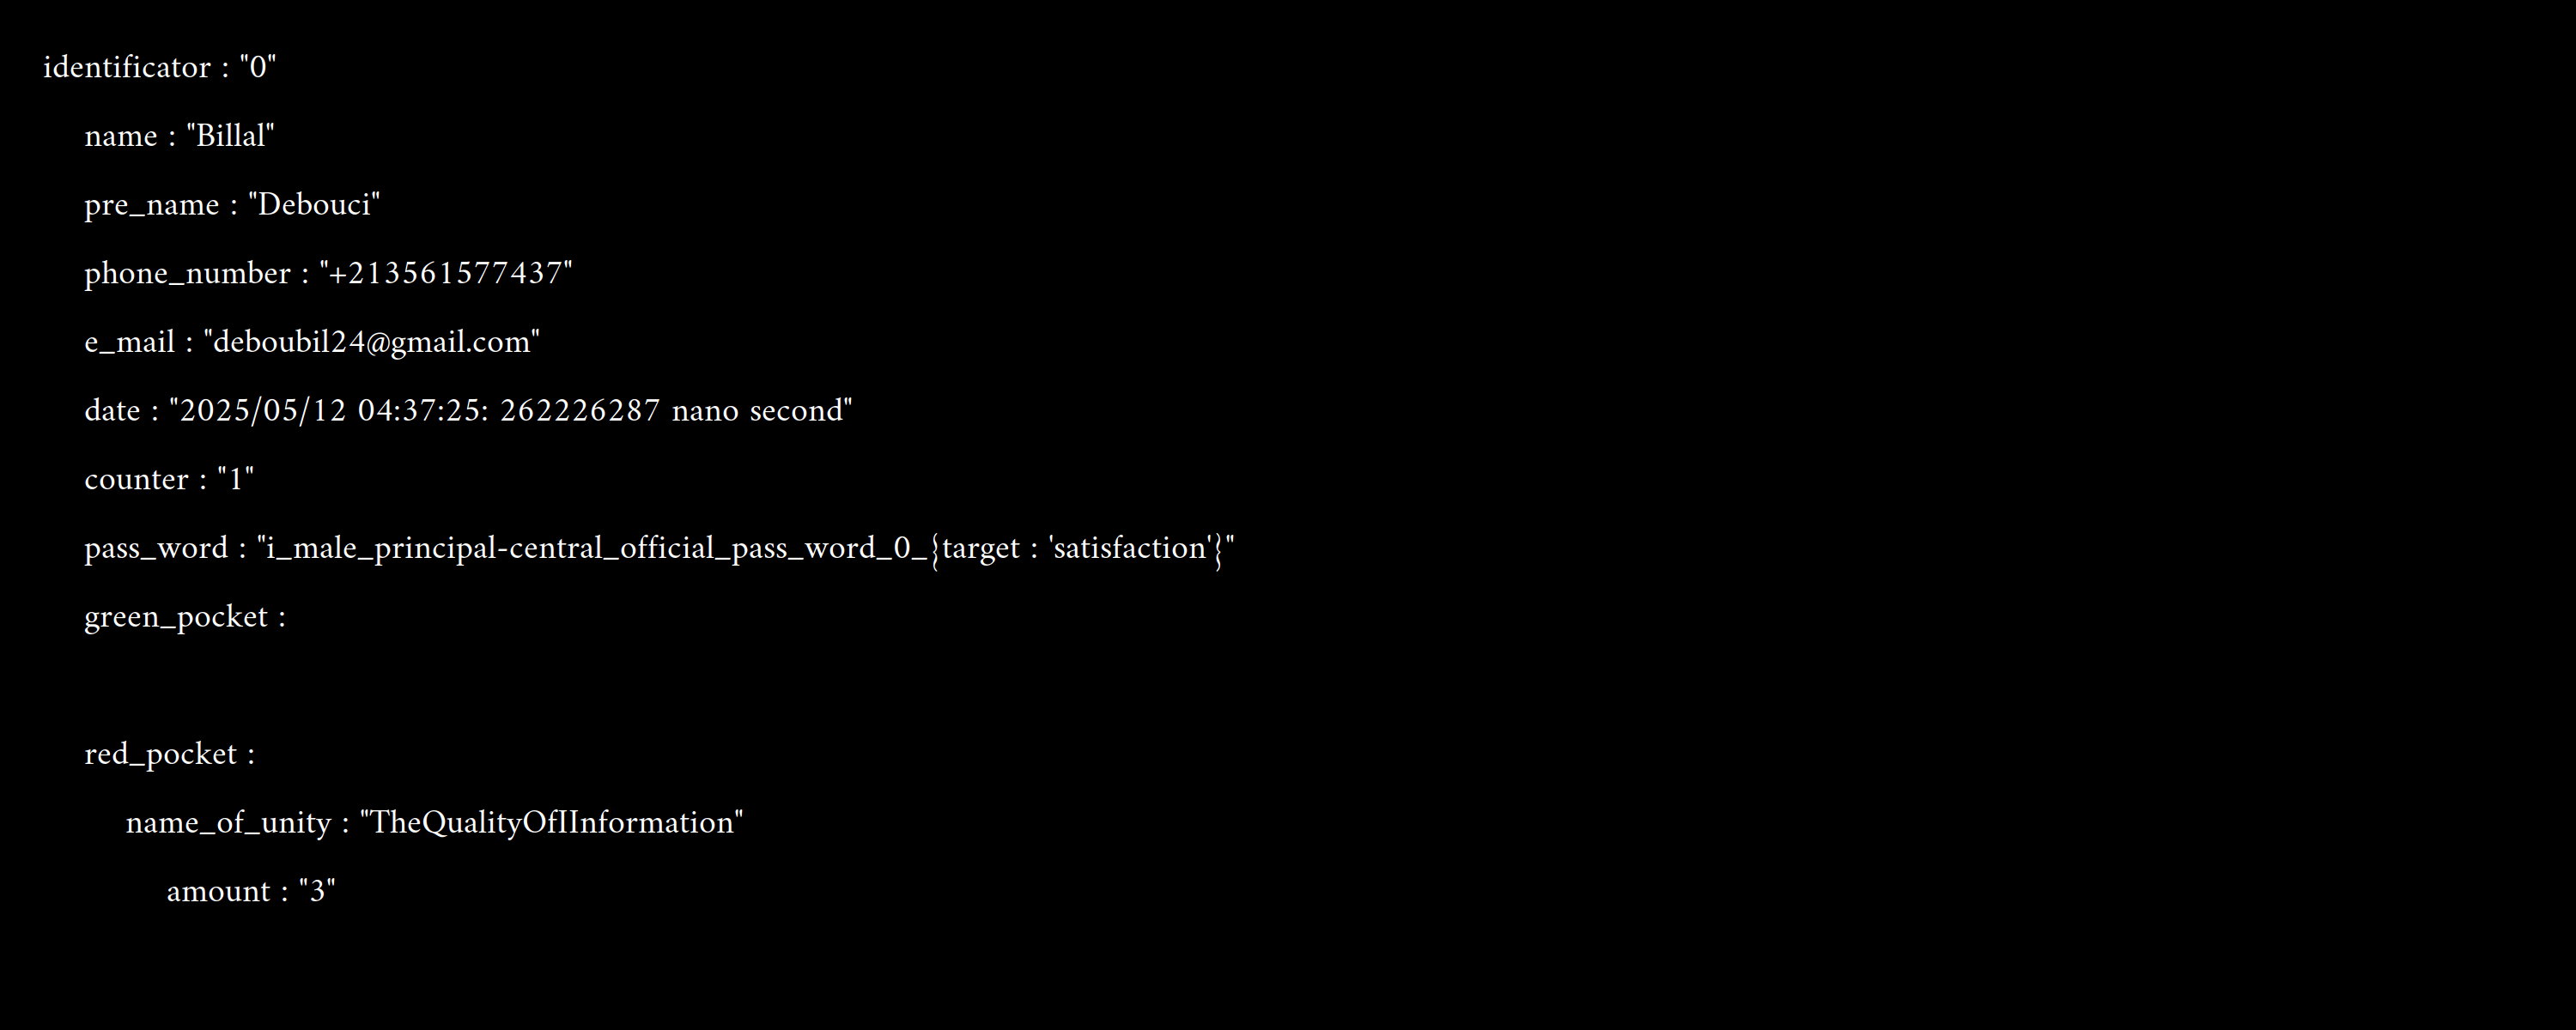 identificator : "0"
name : "Billal"
pre_name : "Debouci"
phone_number : "+213561577437"
e_mail : "deboubil24@gmail.com"
date : "2025/05/12 04:37:25: 262226287 nano second"
counter : "1"
pass_word : "i_male_principal-central_official_pass_word_0_{target : 'satisfaction'}"
green_pocket :
red_pocket :
name_of_unity : "TheQualityOfIInformation"
amount : "3"